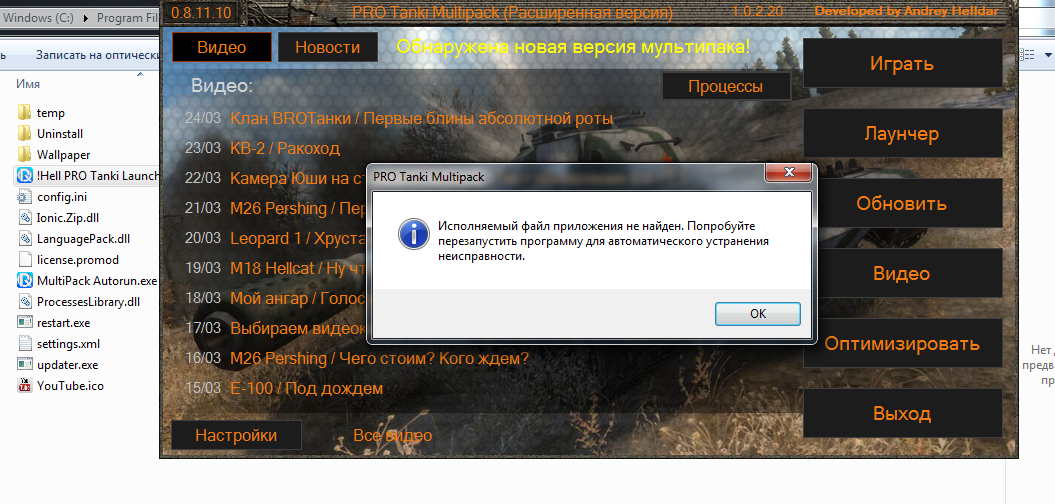 Windows (C:) ▸ Program Fil
Записать на оптически
Имя
temp
Uninstall
Wallpaper
!Hell PRO Tanki Launch
config.ini
Ionic.Zip.dll
LanguagePack.dll
license.promod
MultiPack Autorun.exe
ProcessesLibrary.dll
restart.exe
settings.xml
updater.exe
YouTube.ico
0.8.11.10
PRO Tanki Multipack (Расширенная версия)
1.0.2.20
Developed by Andrey Helldar
Видео
Новости
Обнаружена новая версия мультипака!
Видео:
Процессы
24/03 Клан BROТанки / Первые блины абсолютной роты
23/03 КВ-2 / Ракоход
22/03 Камера Юши на ст
21/03 M26 Pershing / Пер
20/03 Leopard 1 / Хруста
19/03 M18 Hellcat / Ну чт
18/03 Мой ангар / Голос
17/03 Выбираем видеок
16/03 M26 Pershing / Чего стоим? Кого ждем?
15/03 E-100 / Под дождем
Настройки
Все видео
Играть
Лаунчер
Обновить
Видео
Оптимизировать
Выход
PRO Tanki Multipack
Исполняемый файл приложения не найден. Попробуйте
перезапустить программу для автоматического устранения
неисправности.
OK
Нет д
предва
пр